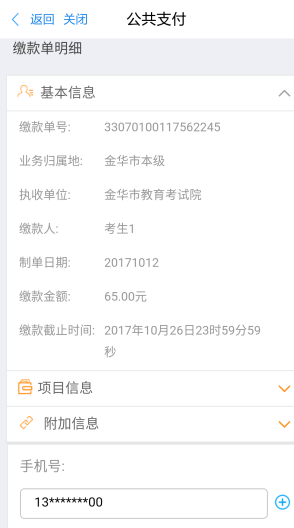 返回 关闭 公共支付
缴款单明细
基本信息
缴款单号: 33070100117562245
业务归属地: 金华市本级
执收单位: 金华市教育考试院
缴款人: 考生1
制单日期: 20171012
缴款金额: 65.00元
缴款截止时间: 2017年10月26日23时59分59
秒
项目信息
附加信息
手机号:
13*******00